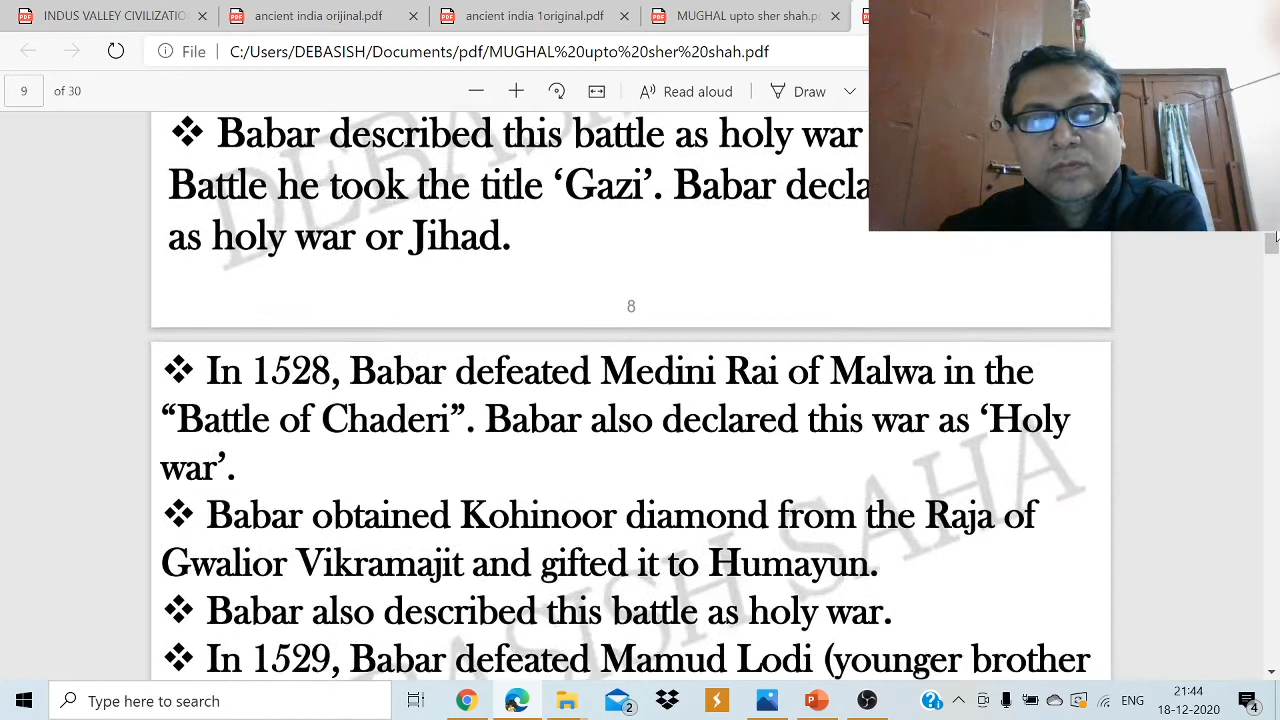 INDUS VALLEY CIVILIZATIO
ancient india orijinal.pdf
ancient india 1original.pdf
MUGHAL upto sher shah.p
File
C:/Users/DEBASISH/Documents/pdf/MUGHAL%20upto%20sher%20shah.pdf
9 of 30
Read aloud
Draw
❖ Babar described this battle as holy war
Battle he took the title ‘Gazi’. Babar decla
as holy war or Jihad.
8
❖ In 1528, Babar defeated Medini Rai of Malwa in the
“Battle of Chaderi”. Babar also declared this war as ‘Holy
war’.
❖ Babar obtained Kohinoor diamond from the Raja of
Gwalior Vikramajit and gifted it to Humayun.
❖ Babar also described this battle as holy war.
❖ In 1529, Babar defeated Mamud Lodi (younger brother
SAHA
Type here to search
2
ENG
21:44
18-12-2020
4